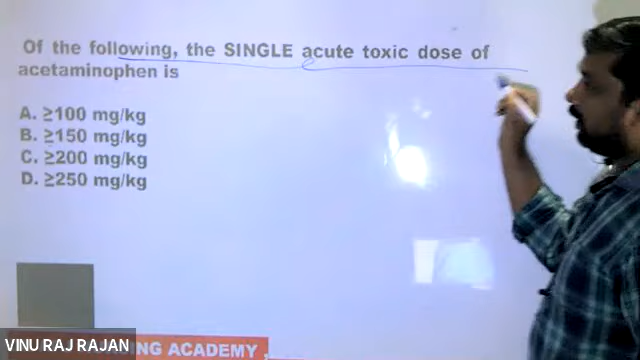 Of the following, the SINGLE acute toxic dose of
acetaminophen is
A. ≥100 mg/kg
B. ≥150 mg/kg
C. ≥200 mg/kg
D. ≥250 mg/kg
VINU RAJ RAJAN
ACADEMY